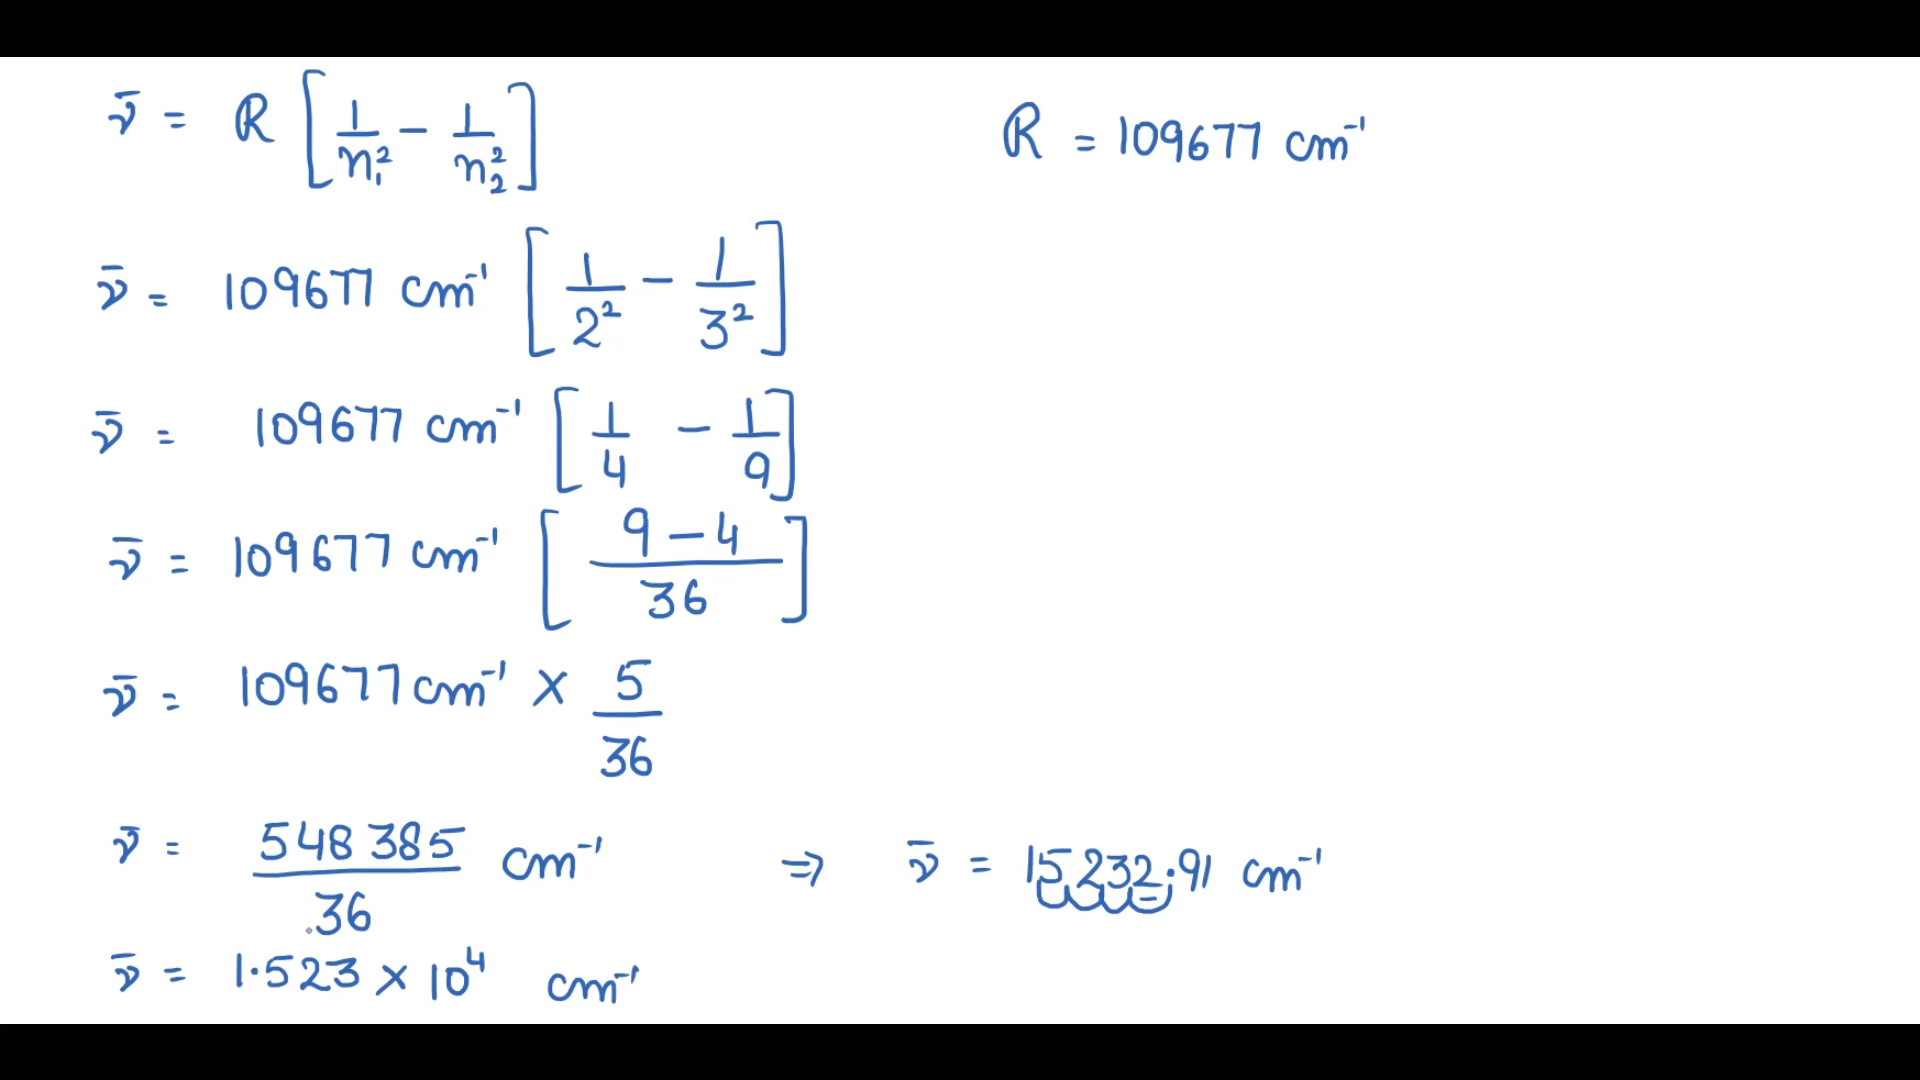 ν̅ = R [1/n₁² − 1/n₂²]
R = 109677 cm⁻¹
ν̅ = 109677 cm⁻¹ [1/2² − 1/3²]
ν̅ = 109677 cm⁻¹ [1/4 − 1/9]
ν̅ = 109677 cm⁻¹ [9 − 4/36]
ν̅ = 109677 cm⁻¹ × 5/36
ν̅ = 548385/36 cm⁻¹ ⇒ ν̅ = 15232.91 cm⁻¹
ν̅ = 1.523 × 10⁴ cm⁻¹